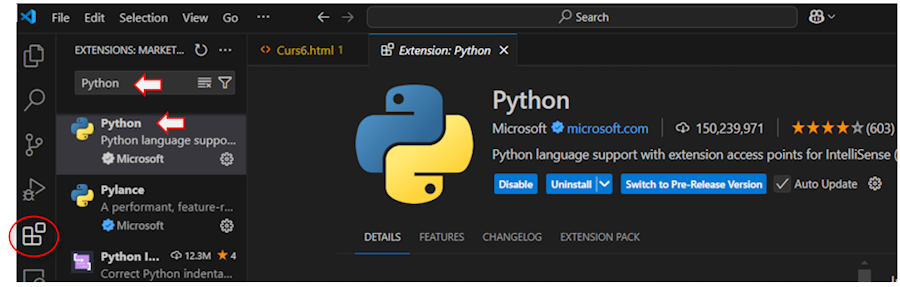 File Edit Selection View Go ··· Search
EXTENSIONS: MARKET... ···
Python
Python
Python language suppo...
Microsoft
Pylance
A performant, feature-r...
Microsoft
Python I... 12.3M 4
Correct Python indenta...
Curs6.html 1
Extension: Python
Python
Microsoft microsoft.com 150,239,971 (603)
Python language support with extension access points for IntelliSense (
Disable Uninstall Switch to Pre-Release Version Auto Update
DETAILS FEATURES CHANGELOG EXTENSION PACK